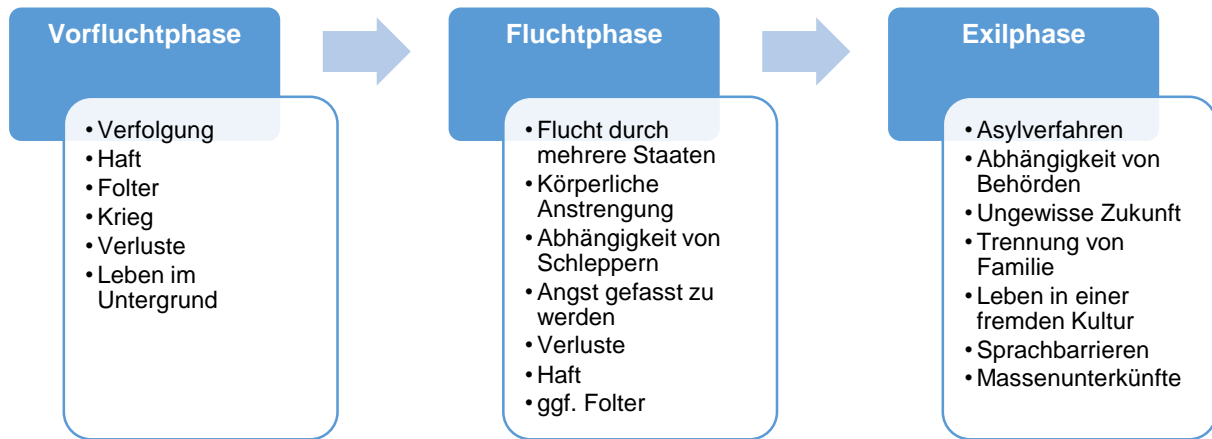 Vorfluchtphase
• Verfolgung
• Haft
• Folter
• Krieg
• Verluste
• Leben im
Untergrund
Fluchtphase
• Flucht durch
mehrere Staaten
• Körperliche
Anstrengung
• Abhängigkeit von
Schleppern
• Angst gefasst zu
werden
• Verluste
• Haft
• ggf. Folter
Exilphase
• Asylverfahren
• Abhängigkeit von
Behörden
• Ungewisse Zukunft
• Trennung von
Familie
• Leben in einer
fremden Kultur
• Sprachbarrieren
• Massenunterkünfte